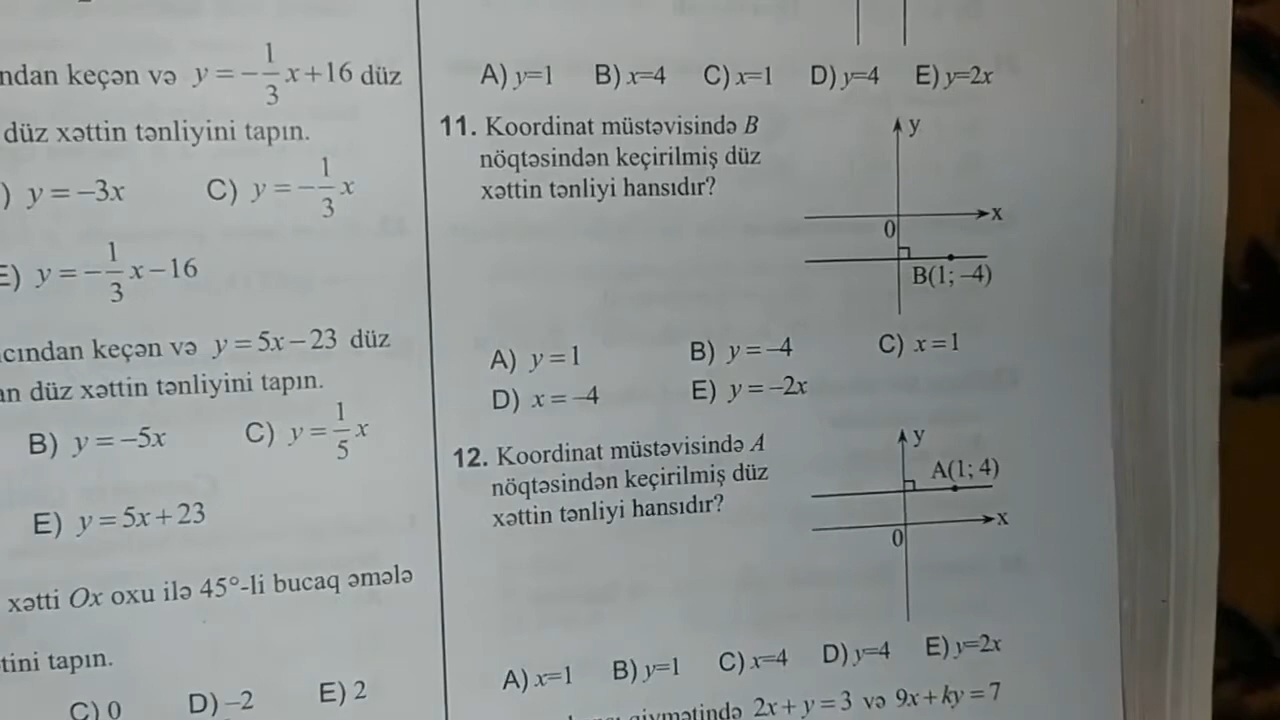 ndan keçən və y = -1/3 x+16 düz
düz xəttin tənliyini tapın.
) y = -3x C) y = -1/3 x
E) y = -1/3 x - 16
cından keçən və y = 5x - 23 düz
an düz xəttin tənliyini tapın.
B) y = -5x C) y = 1/5 x
E) y = 5x + 23
xətti Ox oxu ilə 45°-li bucaq əmələ
tini tapın.
C) 0 D) -2 E) 2
A) y=1 B) x=4 C) x=1 D) y=4 E) y=2x
11. Koordinat müstəvisində B
nöqtəsindən keçirilmiş düz
xəttin tənliyi hansıdır?
y
x
0
B(1; -4)
A) y = 1 B) y = -4 C) x = 1
D) x = -4 E) y = -2x
12. Koordinat müstəvisində A
nöqtəsindən keçirilmiş düz
xəttin tənliyi hansıdır?
y
A(1; 4)
x
0
A) x=1 B) y=1 C) x=4 D) y=4 E) y=2x
qiymətində 2x + y = 3 və 9x + ky = 7